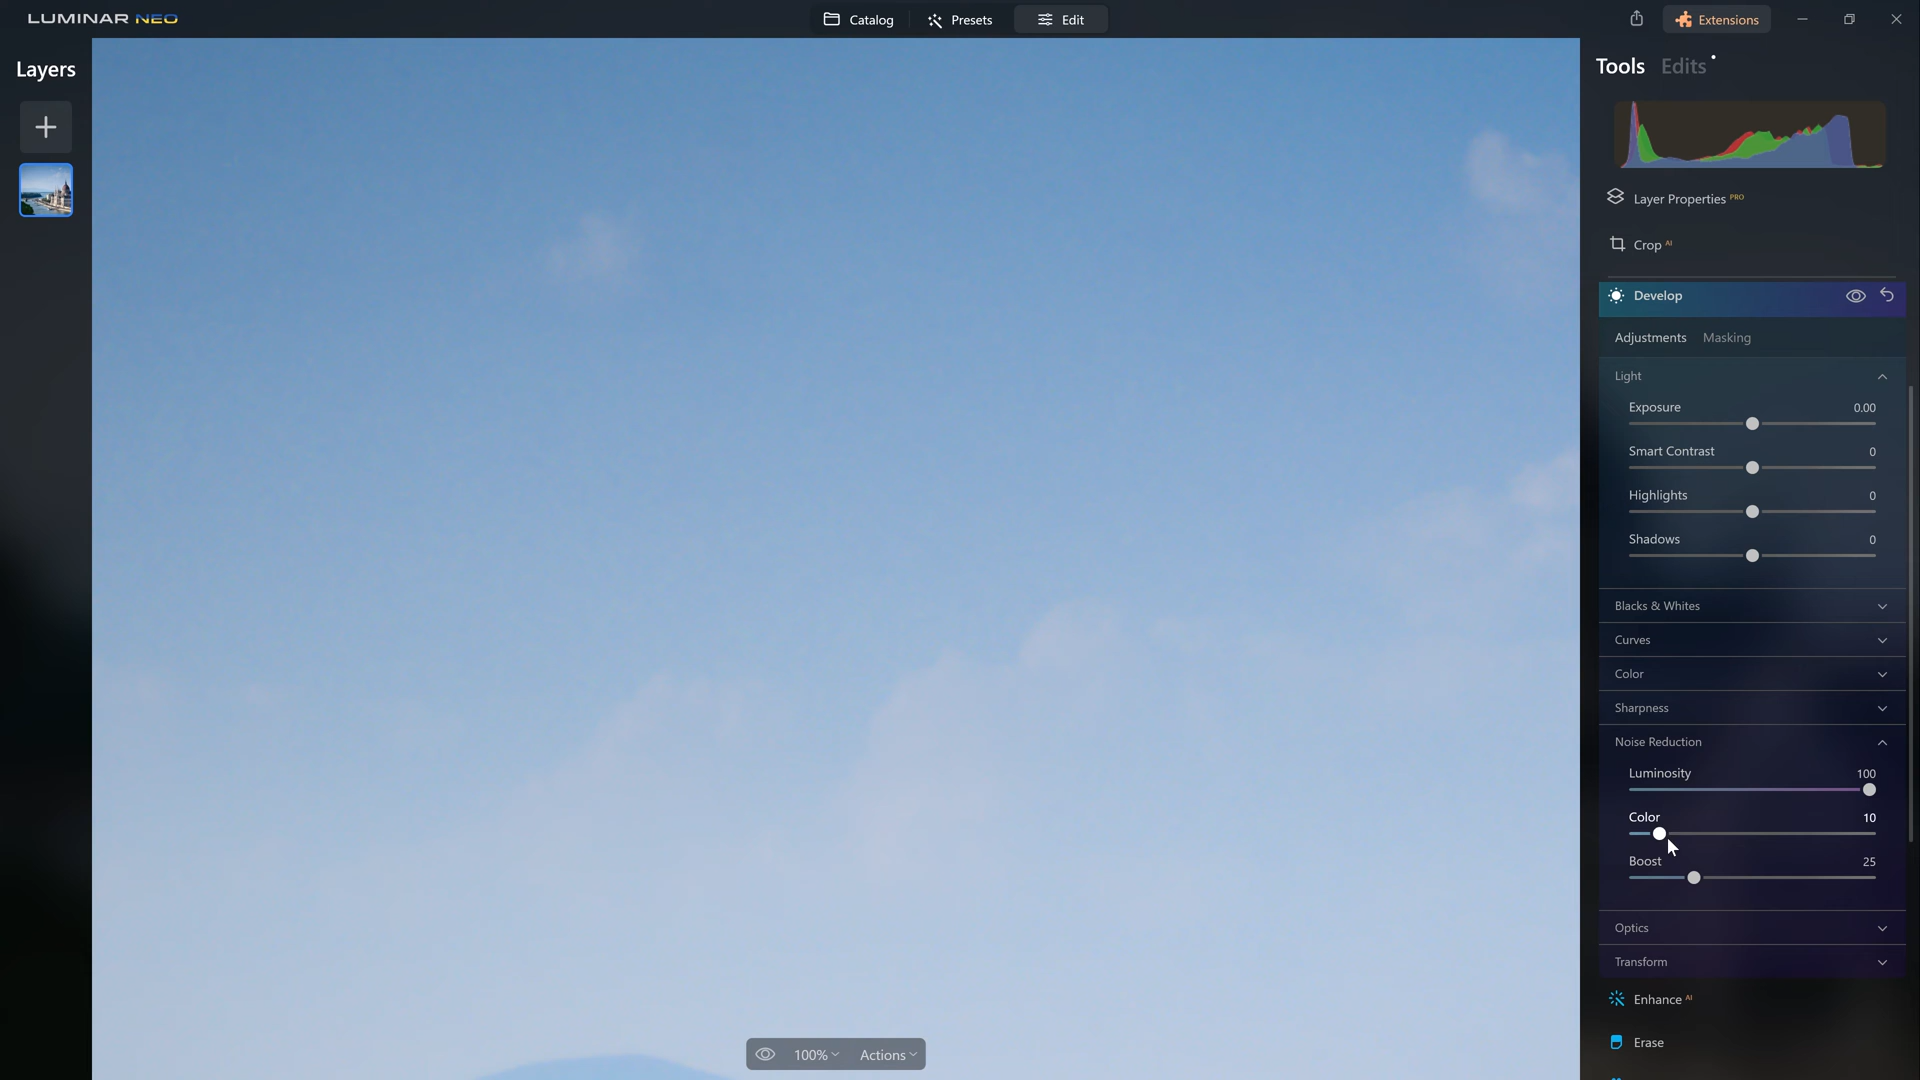 LUMINAR NEO
Catalog
Presets
Edit
Extensions
Layers
Tools Edits
Layer Properties PRO
Crop AI
Develop
Adjustments Masking
Light
Exposure 0.00
Smart Contrast 0
Highlights 0
Shadows 0
Blacks & Whites
Curves
Color
Sharpness
Noise Reduction
Luminosity 100
Color 10
Boost 25
Optics
Transform
Enhance AI
Erase
100% Actions